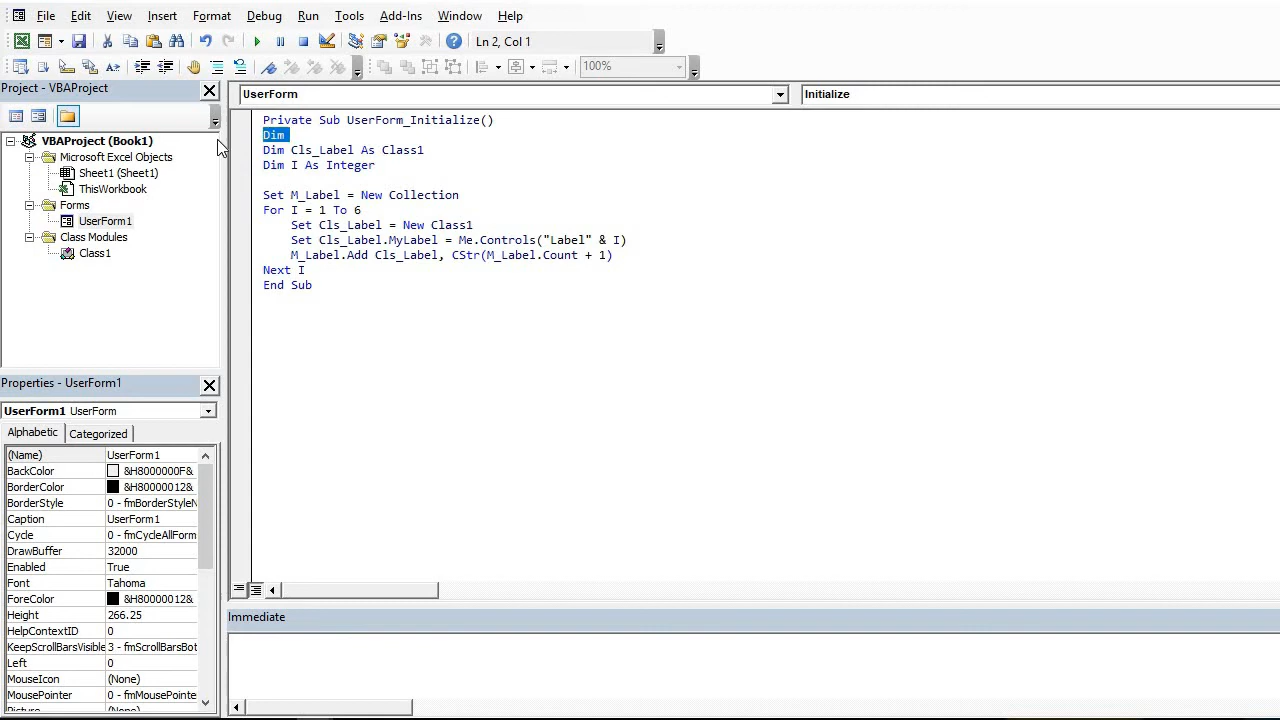 File Edit View Insert Format Debug Run Tools Add-Ins Window Help
Ln 2, Col 1
100%
Project - VBAProject
UserForm
Initialize
VBAProject (Book1)
Microsoft Excel Objects
Sheet1 (Sheet1)
ThisWorkbook
Forms
UserForm1
Class Modules
Class1
Private Sub UserForm_Initialize()
Dim
Dim Cls_Label As Class1
Dim I As Integer
Set M_Label = New Collection
For I = 1 To 6
Set Cls_Label = New Class1
Set Cls_Label.MyLabel = Me.Controls("Label" & I)
M_Label.Add Cls_Label, CStr(M_Label.Count + 1)
Next I
End Sub
Properties - UserForm1
UserForm1 UserForm
Alphabetic Categorized
(Name) UserForm1
BackColor &H8000000F&
BorderColor &H80000012&
BorderStyle 0 - fmBorderStyleN
Caption UserForm1
Cycle 0 - fmCycleAllForm
DrawBuffer 32000
Enabled True
Font Tahoma
ForeColor &H80000012&
Height 266.25
HelpContextID 0
KeepScrollBarsVisible 3 - fmScrollBarsBot
Left 0
MouseIcon (None)
MousePointer 0 - fmMousePointe
Picture (None)
Immediate